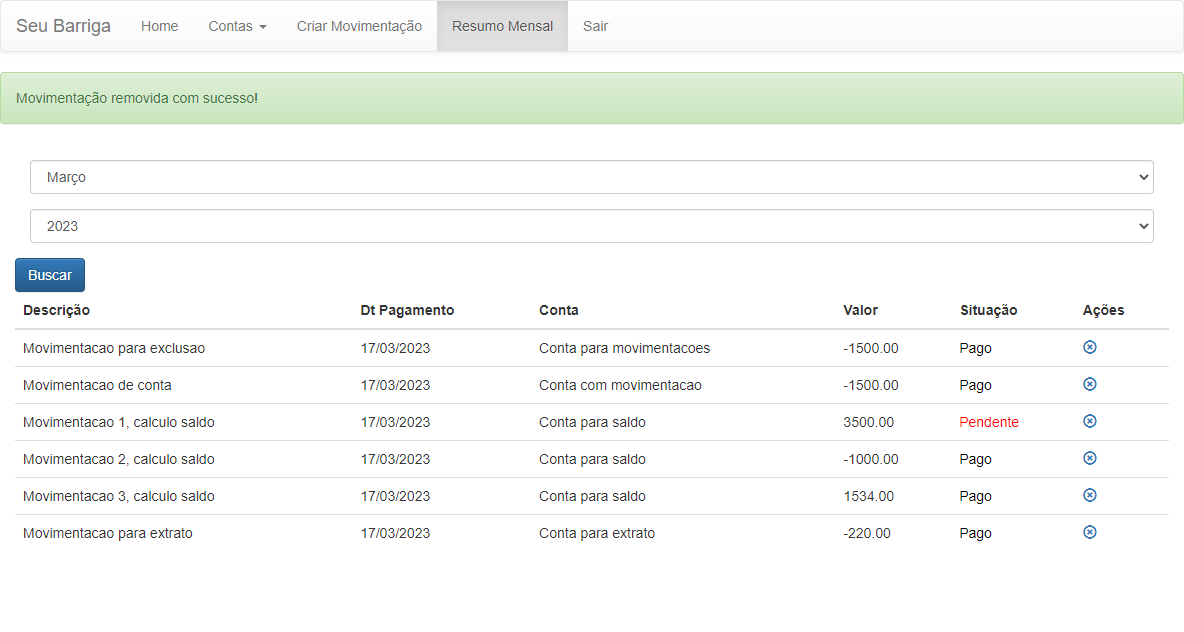 Seu Barriga Home Contas Criar Movimentação Resumo Mensal Sair
Movimentação removida com sucesso!
Março
2023
Buscar
Descrição Dt Pagamento Conta Valor Situação Ações
Movimentacao para exclusao 17/03/2023 Conta para movimentacoes -1500.00 Pago
Movimentacao de conta 17/03/2023 Conta com movimentacao -1500.00 Pago
Movimentacao 1, calculo saldo 17/03/2023 Conta para saldo 3500.00 Pendente
Movimentacao 2, calculo saldo 17/03/2023 Conta para saldo -1000.00 Pago
Movimentacao 3, calculo saldo 17/03/2023 Conta para saldo 1534.00 Pago
Movimentacao para extrato 17/03/2023 Conta para extrato -220.00 Pago